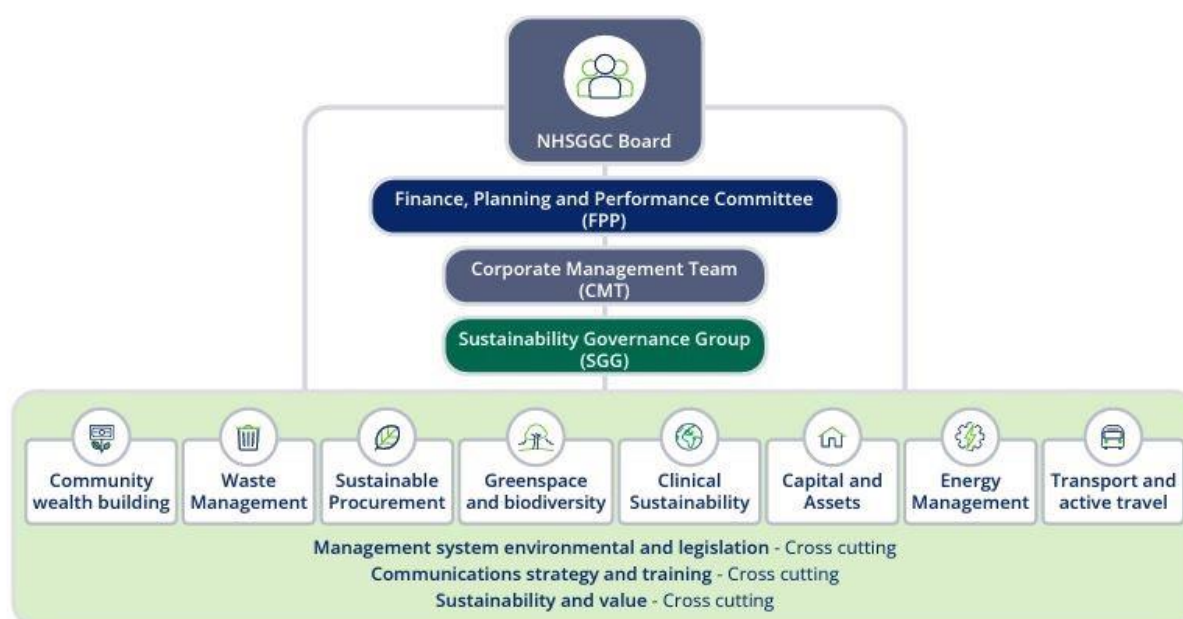 NHSGGC Board
Finance, Planning and Performance Committee
(FPP)
Corporate Management Team
(CMT)
Sustainability Governance Group
(SGG)
Community
wealth building
Waste
Management
Sustainable
Procurement
Greenspace
and biodiversity
Clinical
Sustainability
Capital and
Assets
Energy
Management
Transport and
active travel
Management system environmental and legislation - Cross cutting
Communications strategy and training - Cross cutting
Sustainability and value - Cross cutting